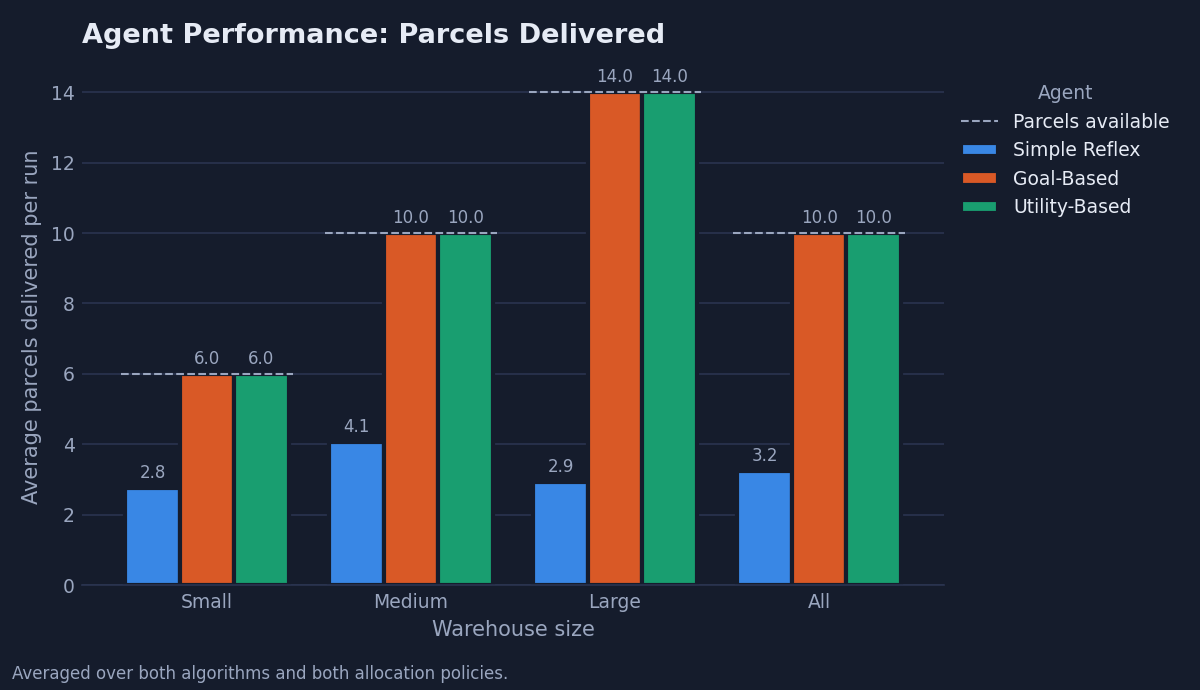 Agent Performance: Parcels Delivered
Average parcels delivered per run
14
12
10
8
6
4
2
0
2.8
6.0
6.0
4.1
10.0
10.0
2.9
14.0
14.0
3.2
10.0
10.0
Small
Medium
Large
All
Warehouse size
Agent
Parcels available
Simple Reflex
Goal-Based
Utility-Based
Averaged over both algorithms and both allocation policies.